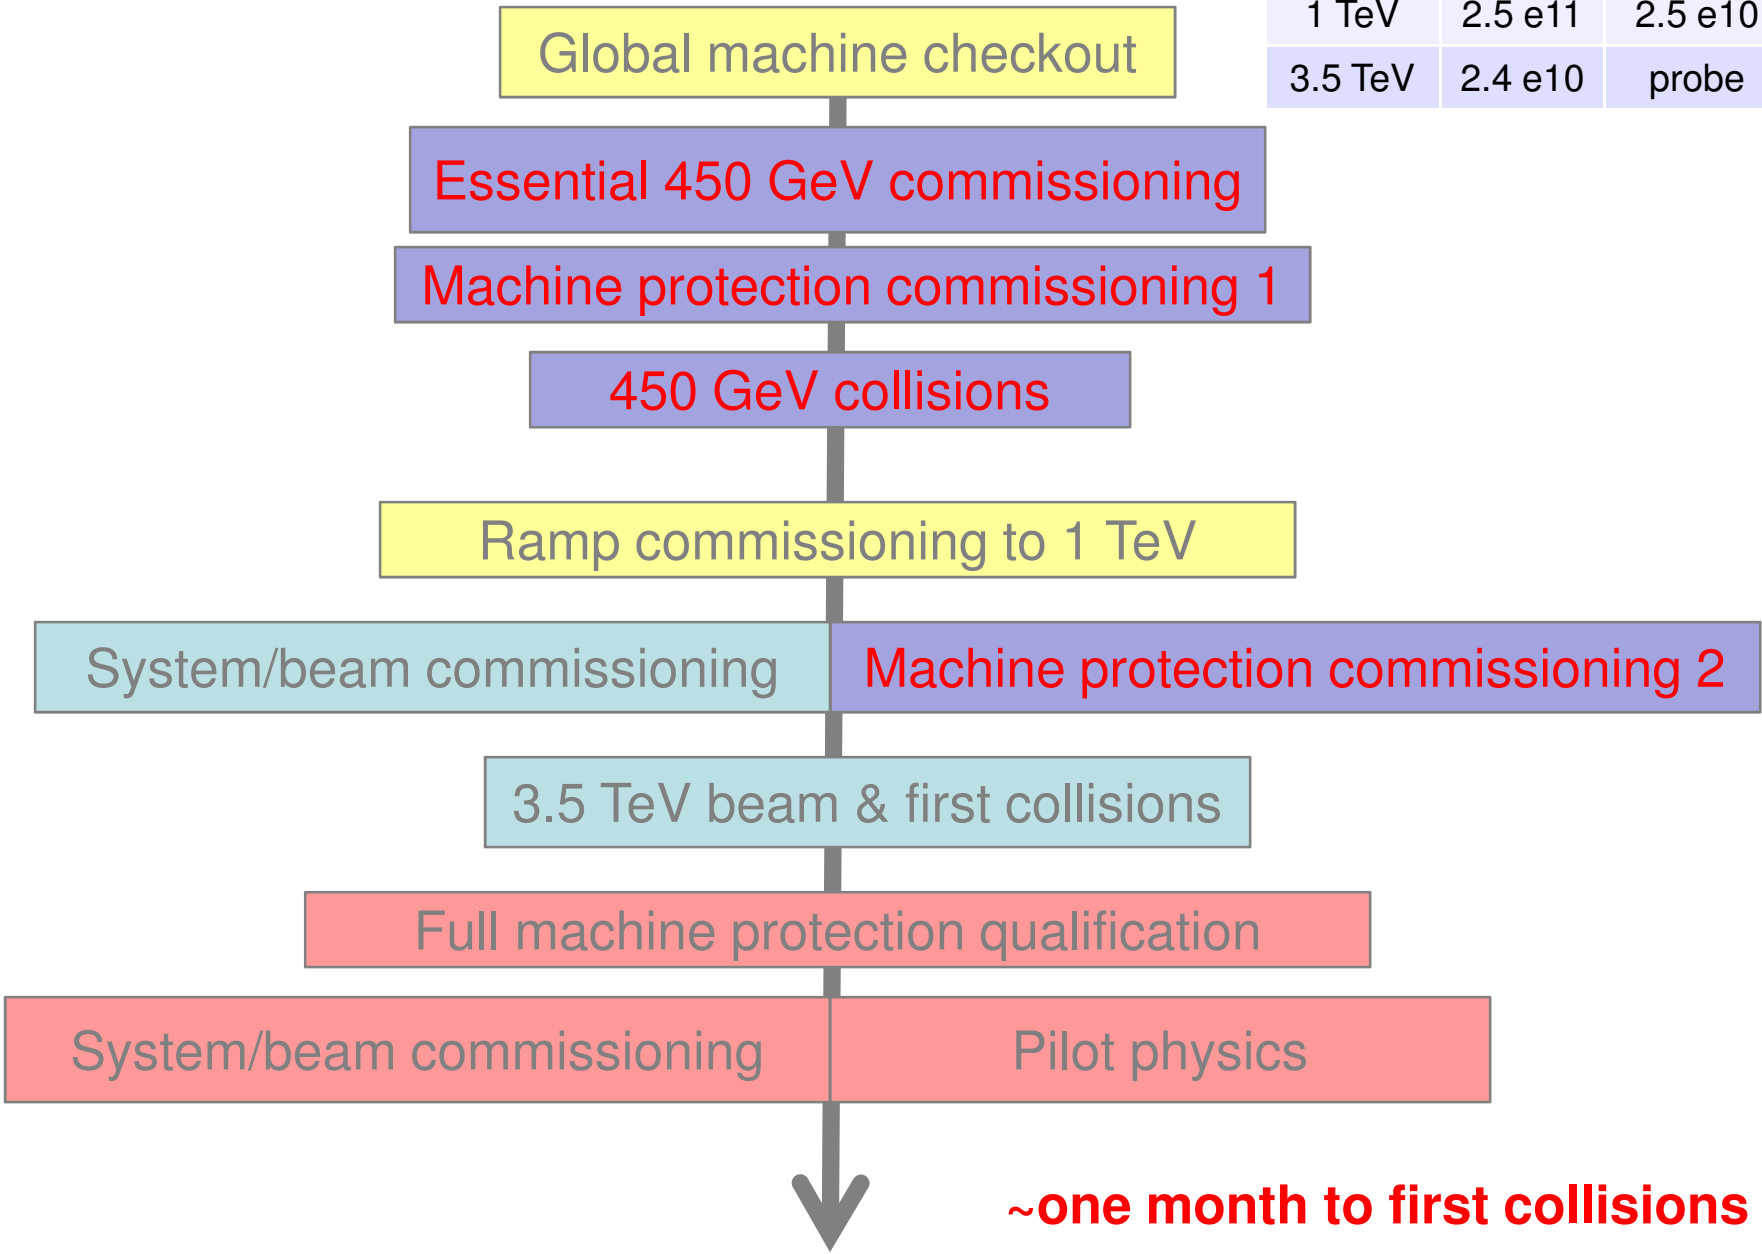 1 TeV 2.5 e11 2.5 e10
3.5 TeV 2.4 e10 probe
Global machine checkout
Essential 450 GeV commissioning
Machine protection commissioning 1
450 GeV collisions
Ramp commissioning to 1 TeV
System/beam commissioning Machine protection commissioning 2
3.5 TeV beam & first collisions
Full machine protection qualification
System/beam commissioning Pilot physics
~one month to first collisions